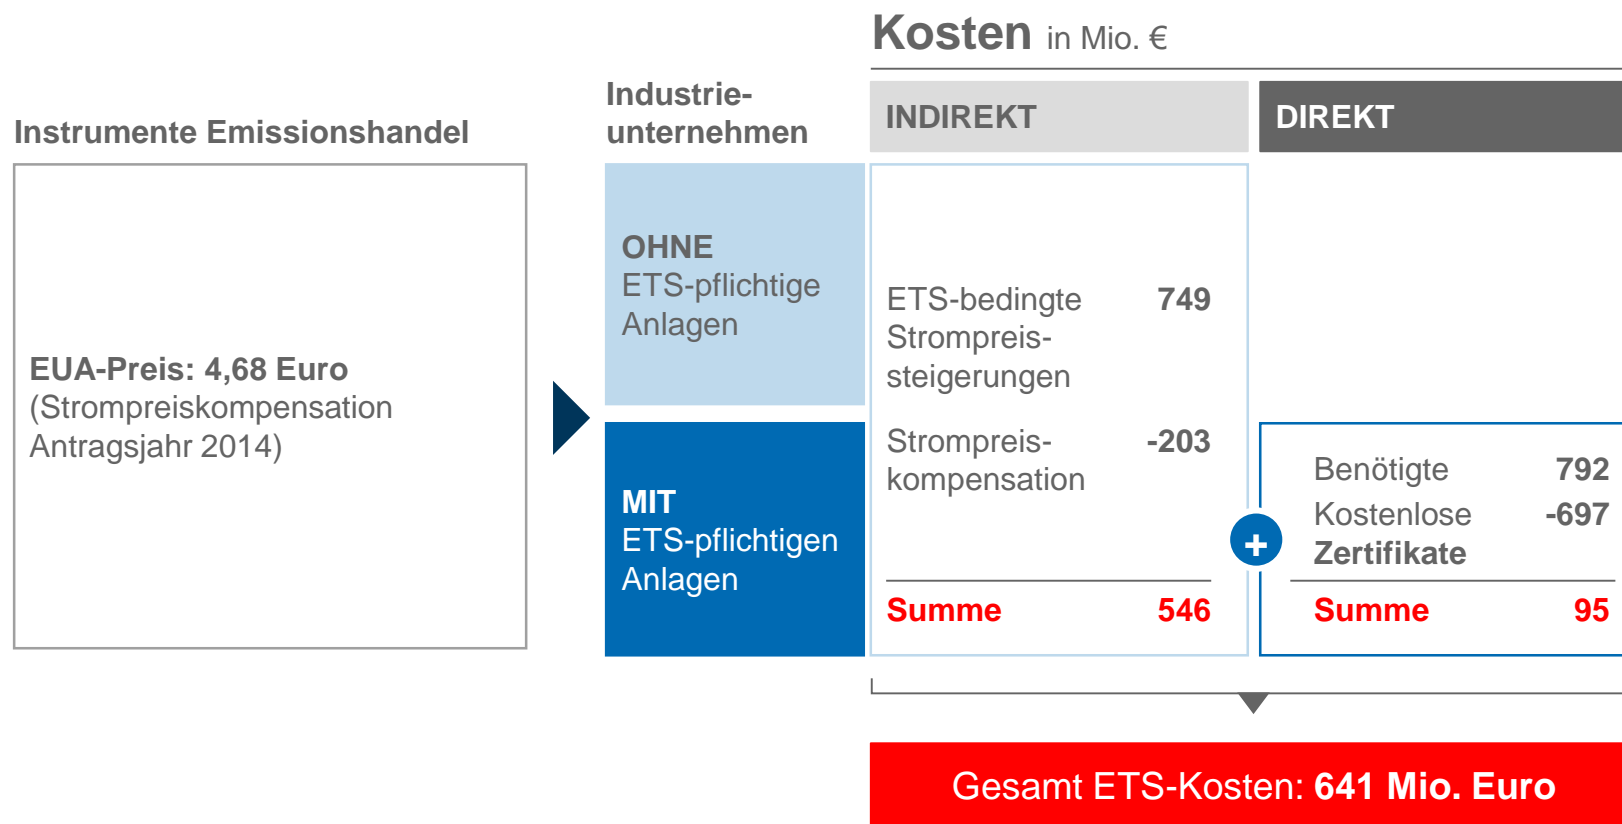 Kosten in Mio. €
Instrumente Emissionshandel
Industrie-
unternehmen
INDIREKT
DIREKT
EUA-Preis: 4,68 Euro
(Strompreiskompensation
Antragsjahr 2014)
OHNE
ETS-pflichtige
Anlagen
MIT
ETS-pflichtigen
Anlagen
ETS-bedingte 749
Strompreis-
steigerungen
Strompreis- -203
kompensation
Summe 546
+
Benötigte 792
Kostenlose -697
Zertifikate
Summe 95
Gesamt ETS-Kosten: 641 Mio. Euro